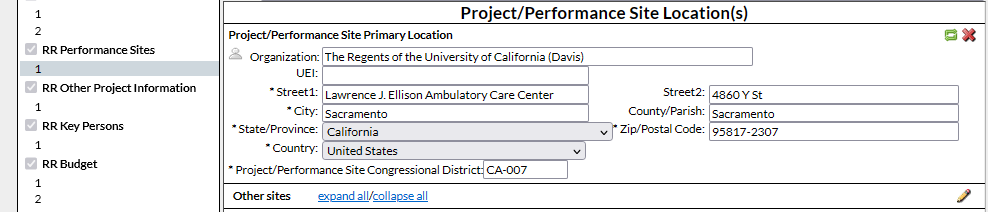 1
2
RR Performance Sites
1
RR Other Project Information
1
RR Key Persons
1
RR Budget
1
2
Project/Performance Site Location(s)
Project/Performance Site Primary Location
Organization: The Regents of the University of California (Davis)
UEI:
* Street1: Lawrence J. Ellison Ambulatory Care Center Street2: 4860 Y St
* City: Sacramento County/Parish: Sacramento
* State/Province: California * Zip/Postal Code: 95817-2307
* Country: United States
* Project/Performance Site Congressional District: CA-007
Other sites expand all/collapse all